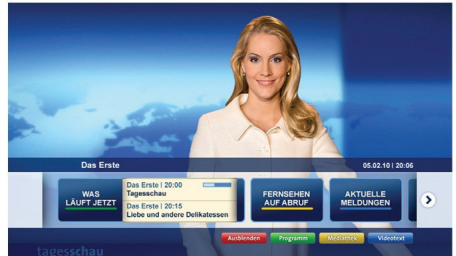 Das Erste
05.02.10 | 20:06
WAS
LÄUFT JETZT
Das Erste | 20:00
Tagesschau
Das Erste | 20:15
Liebe und andere Delikatessen
FERNSEHEN
AUF ABRUF
AKTUELLE
MELDUNGEN
Ausblenden
Programm
Mediathek
Videotext
tagesschau